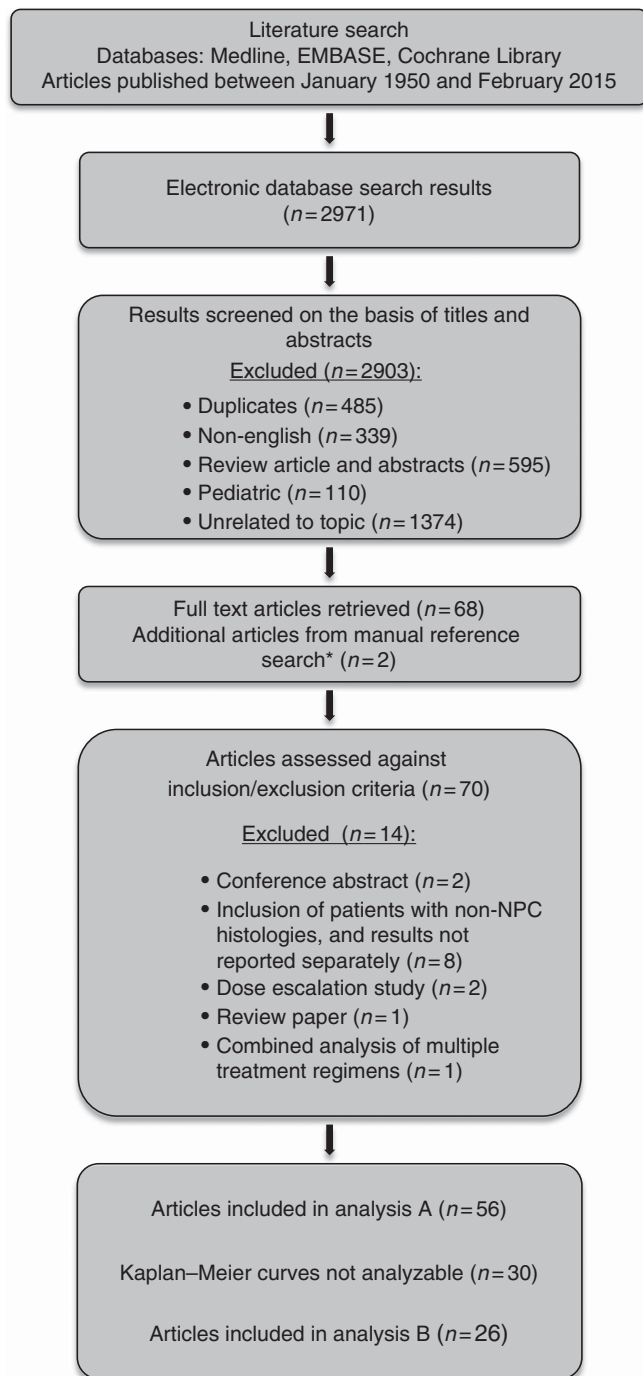 Literature search
Databases: Medline, EMBASE, Cochrane Library
Articles published between January 1950 and February 2015
Electronic database search results
(n=2971)
Results screened on the basis of titles and
abstracts
Excluded (n=2903):
• Duplicates (n=485)
• Non-english (n=339)
• Review article and abstracts (n=595)
• Pediatric (n=110)
• Unrelated to topic (n=1374)
Full text articles retrieved (n=68)
Additional articles from manual reference
search* (n=2)
Articles assessed against
inclusion/exclusion criteria (n=70)
Excluded (n=14):
• Conference abstract (n=2)
• Inclusion of patients with non-NPC
histologies, and results not
reported separately (n=8)
• Dose escalation study (n=2)
• Review paper (n=1)
• Combined analysis of multiple
treatment regimens (n=1)
Articles included in analysis A (n=56)
Kaplan–Meier curves not analyzable (n=30)
Articles included in analysis B (n=26)